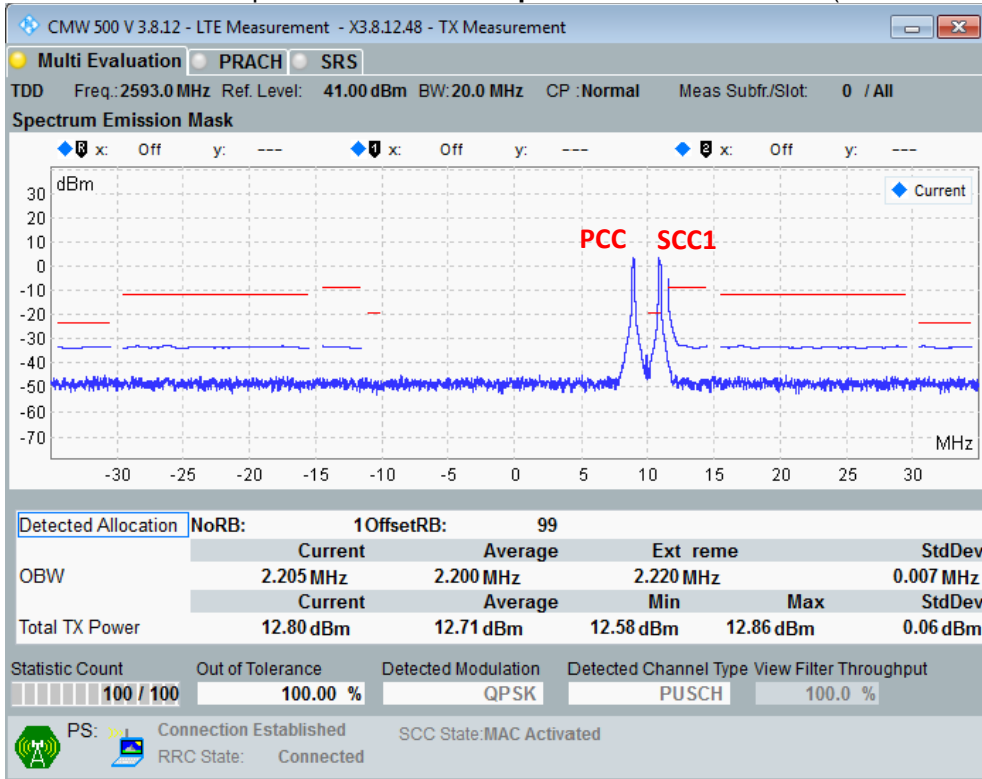 CMW 500 V 3.8.12 - LTE Measurement - X3.8.12.48 - TX Measurement
Multi Evaluation PRACH SRS
TDD Freq.: 2593.0 MHz Ref. Level: 41.00 dBm BW: 20.0 MHz CP : Normal Meas Subfr./Slot: 0 / All
Spectrum Emission Mask
R x: Off y: --- 1 x: Off y: --- 2 x: Off y: ---
dBm
Current
30
20
10
0
-10
-20
-30
-40
-50
-60
-70
PCC SCC1
MHz
-30 -25 -20 -15 -10 -5 0 5 10 15 20 25 30
Detected Allocation NoRB: 1 OffsetRB: 99
Current Average Ext reme StdDev
OBW 2.205 MHz 2.200 MHz 2.220 MHz 0.007 MHz
Current Average Min Max StdDev
Total TX Power 12.80 dBm 12.71 dBm 12.58 dBm 12.86 dBm 0.06 dBm
Statistic Count Out of Tolerance Detected Modulation Detected Channel Type View Filter Throughput
100 / 100 100.00 % QPSK PUSCH 100.0 %
PS: Connection Established SCC State: MAC Activated
RRC State: Connected